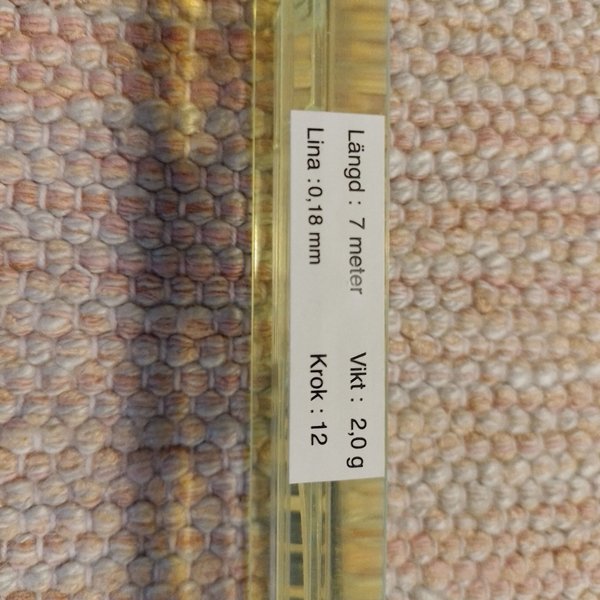 Längd : 7 meter Vikt : 2,0 g
Lina :0,18 mm Krok : 12